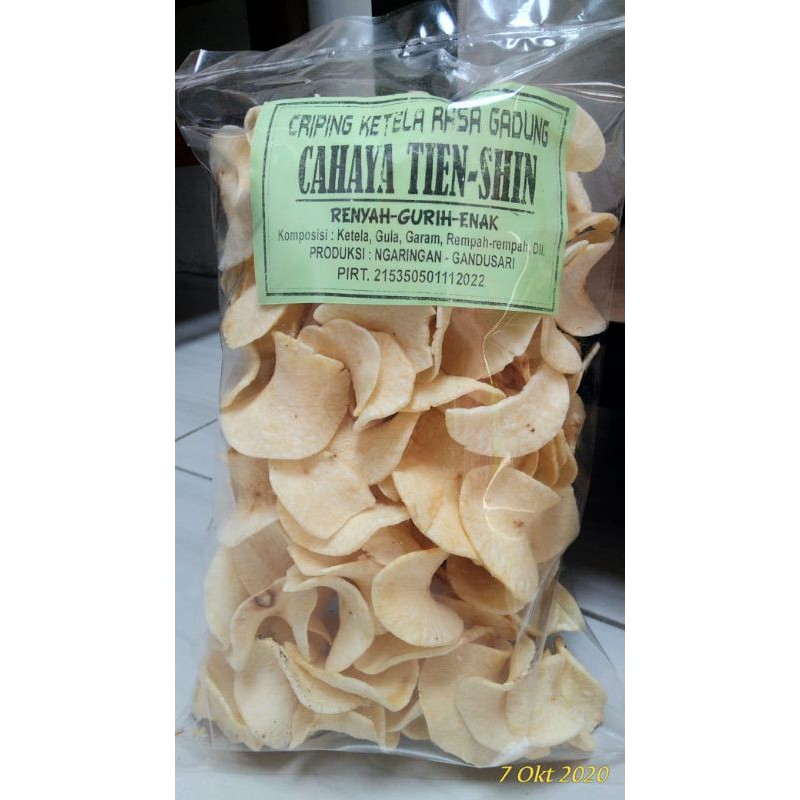 CRIPING KETELA RASA GADUNG
CAHAYA TIEN-SHIN
RENYAH-GURIH-ENAK
Komposisi : Ketela, Gula, Garam, Rempah-rempah, Dll.
PRODUKSI : NGARINGAN - GANDUSARI
PIRT. 215350501112022
7 Okt 2020